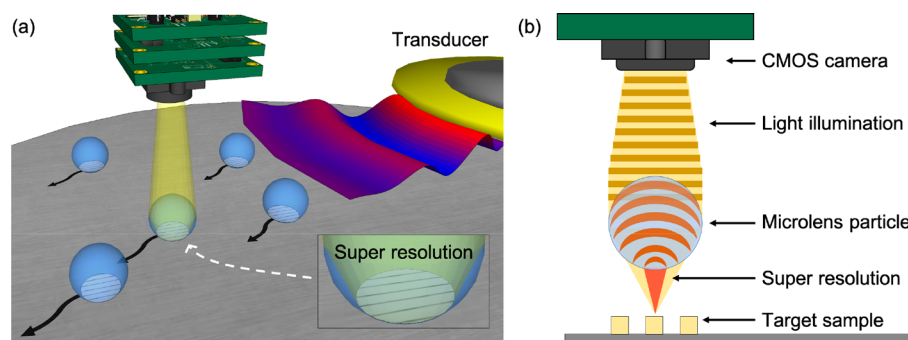 (a)
Transducer
Super resolution
(b)
CMOS camera
Light illumination
Microlens particle
Super resolution
Target sample